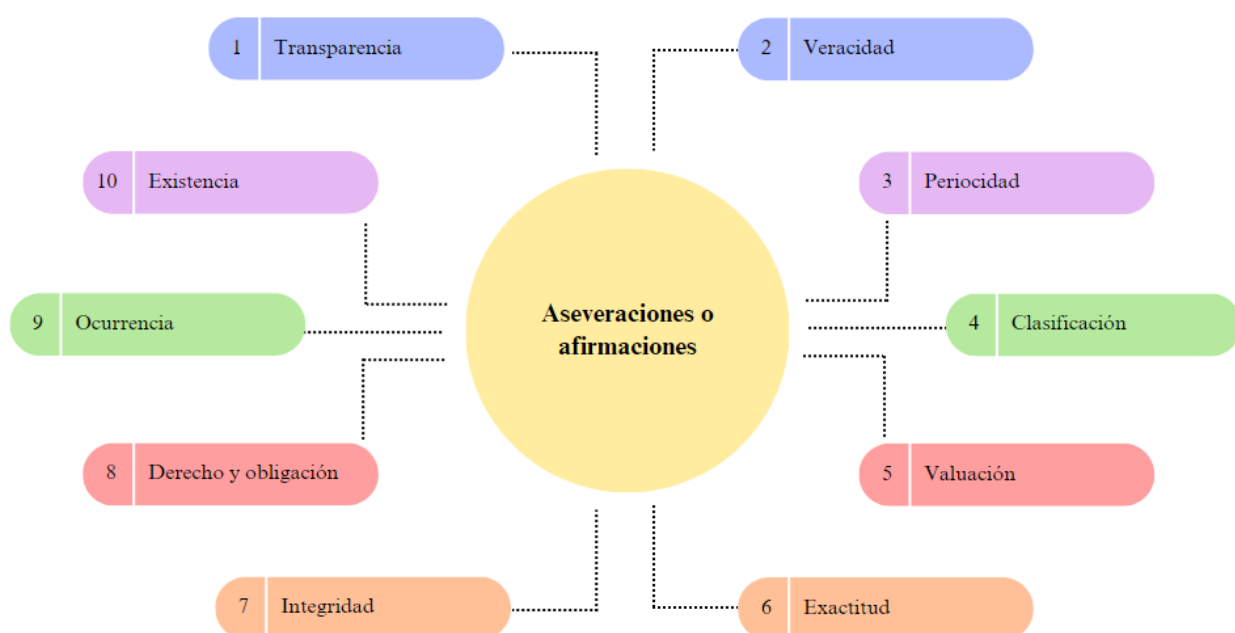 1 Transparencia
2 Veracidad
10 Existencia
3 Periocidad
Aseveraciones o
afirmaciones
9 Ocurrencia
4 Clasificación
8 Derecho y obligación
5 Valuación
7 Integridad
6 Exactitud